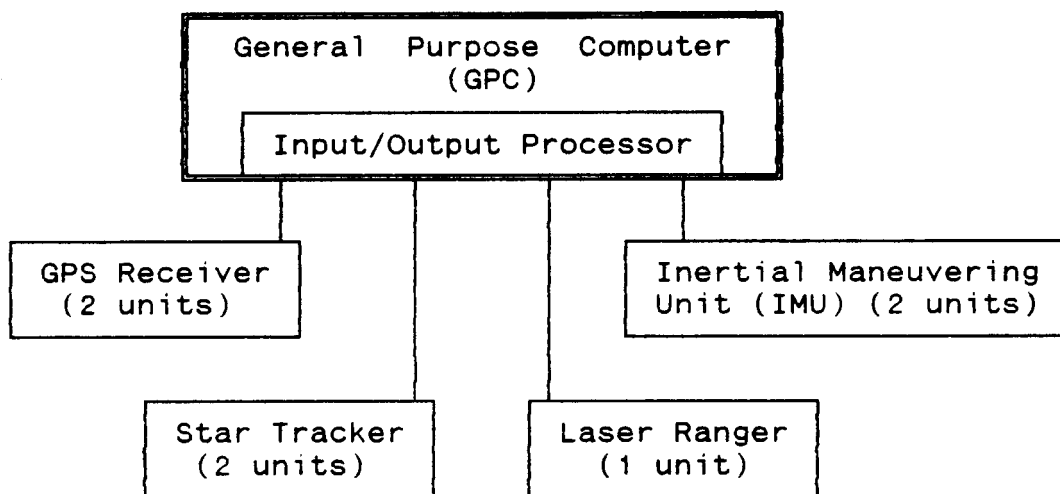 General Purpose Computer
(GPC)
Input/Output Processor
GPS Receiver
(2 units)
Inertial Maneuvering
Unit (IMU) (2 units)
Star Tracker
(2 units)
Laser Ranger
(1 unit)